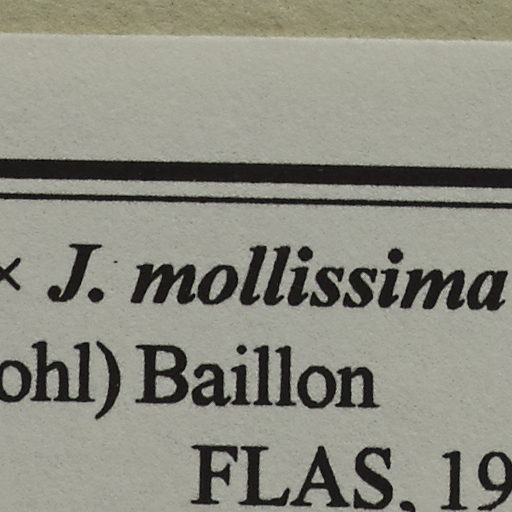 × J. mollissima
ohl) Baillon
FLAS, 19